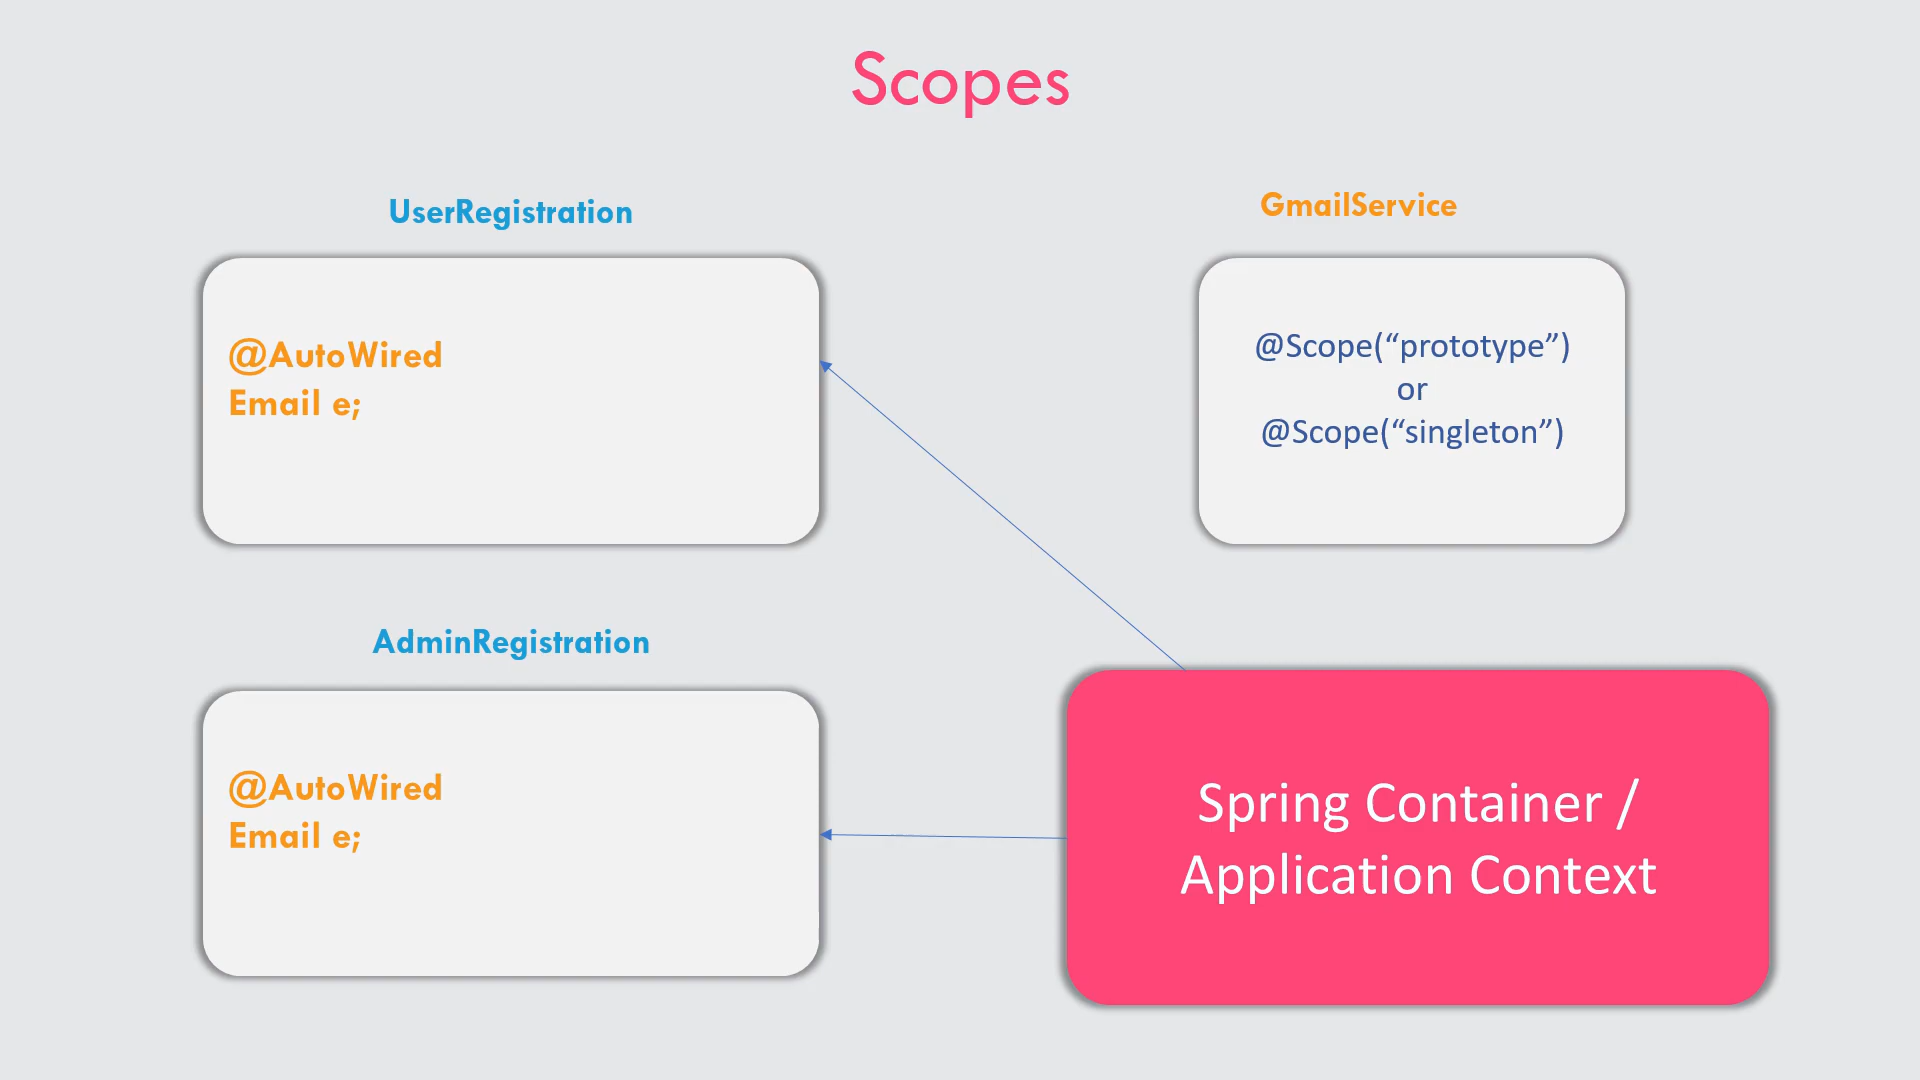 Scopes
UserRegistration
@AutoWired
Email e;
GmailService
@Scope(“prototype”)
or
@Scope(“singleton”)
AdminRegistration
@AutoWired
Email e;
Spring Container /
Application Context